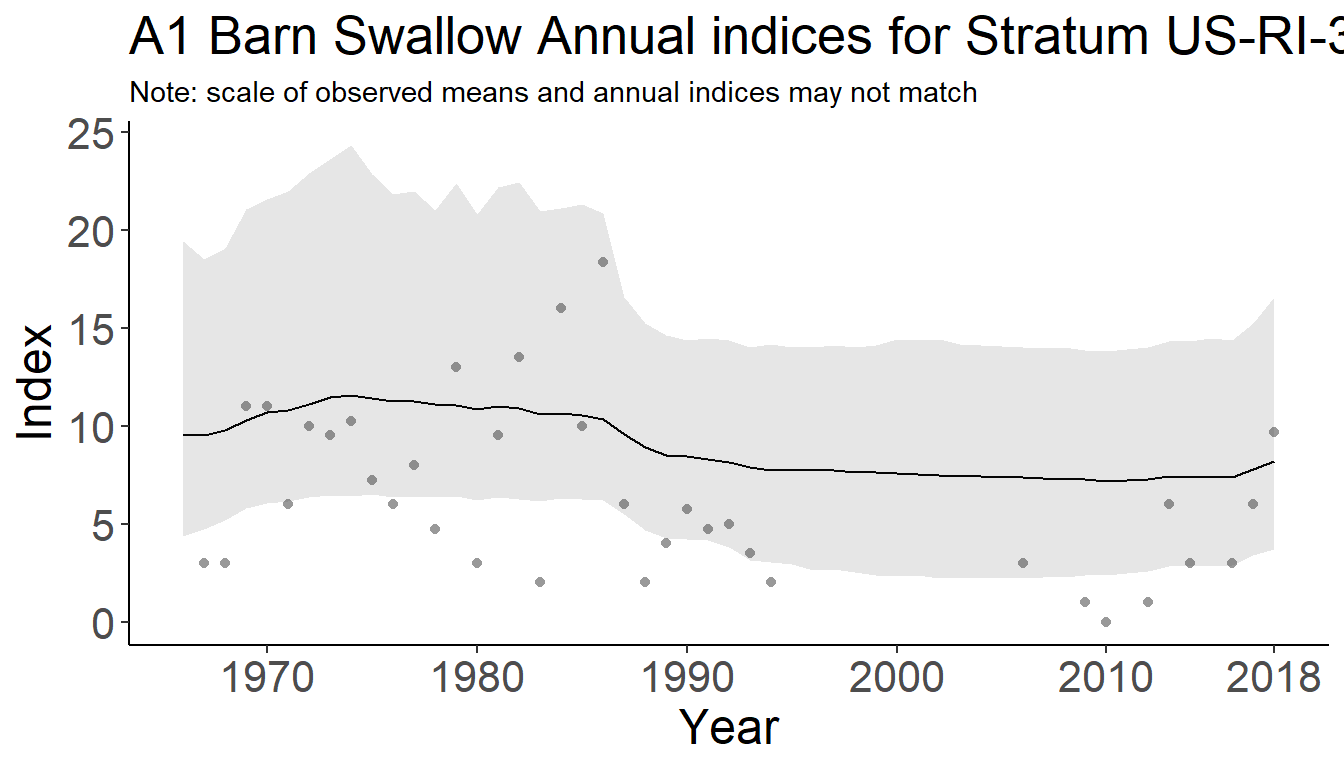 A1 Barn Swallow Annual indices for Stratum US-RI-3
Note: scale of observed means and annual indices may not match
25
20
15
10
5
0
Index
1970 1980 1990 2000 2010 2018
Year